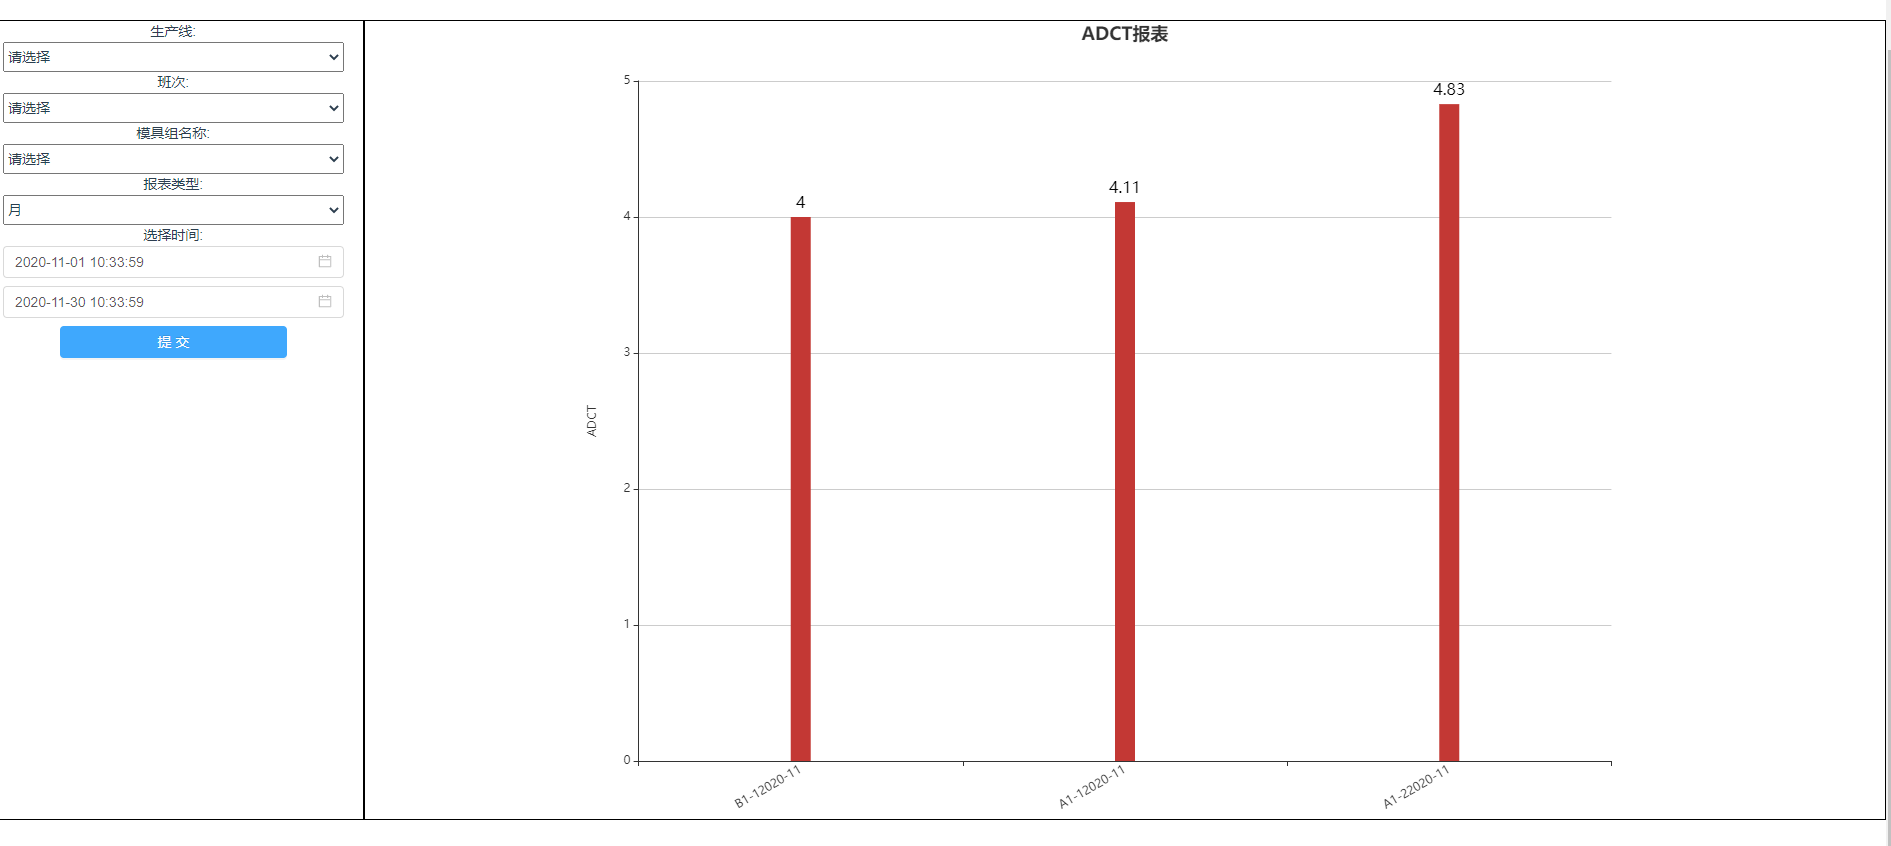 生产线:
请选择
班次:
请选择
模具组名称:
请选择
报表类型:
月
选择时间:
2020-11-01 10:33:59
2020-11-30 10:33:59
提 交
ADCT报表
5
4
3
2
1
0
ADCT
4
4.11
4.83
B1-12020-11
A1-12020-11
A1-22020-11